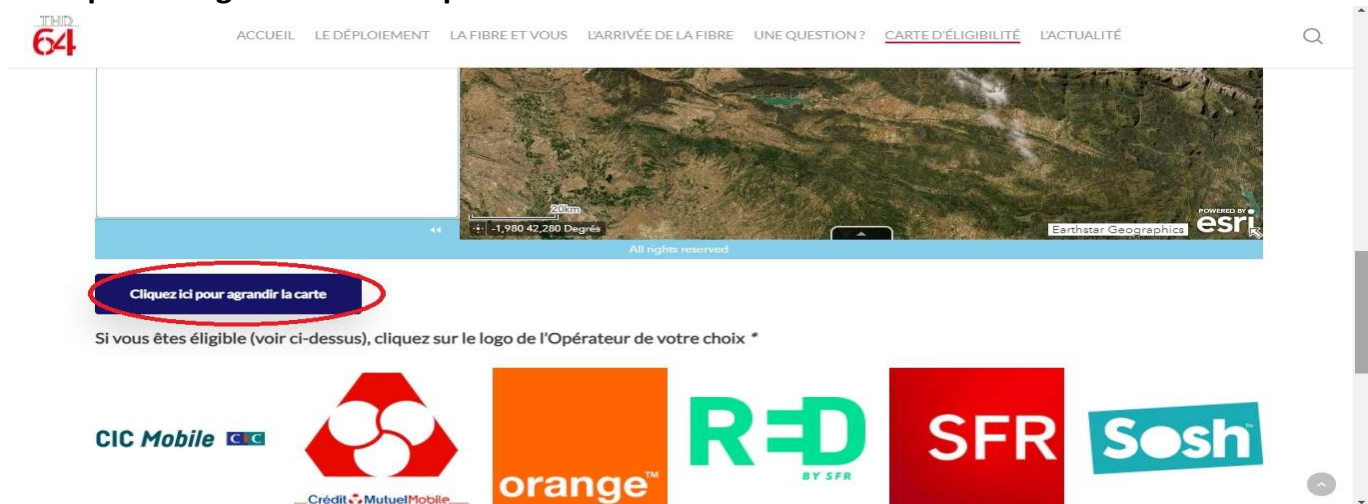 THD
64
ACCUEIL LE DÉPLOIEMENT LA FIBRE ET VOUS L'ARRIVÉE DE LA FIBRE UNE QUESTION ? CARTE D'ÉLIGIBILITÉ L'ACTUALITÉ
20km
-1,980 42,280 Degrés
Earthstar Geographics
POWERED BY
esri
All rights reserved
Cliquez ici pour agrandir la carte
Si vous êtes éligible (voir ci-dessus), cliquez sur le logo de l'Opérateur de votre choix *
CIC Mobile CIC
Crédit Mutuel Mobile
orange™
RED
BY SFR
SFR
Sosh